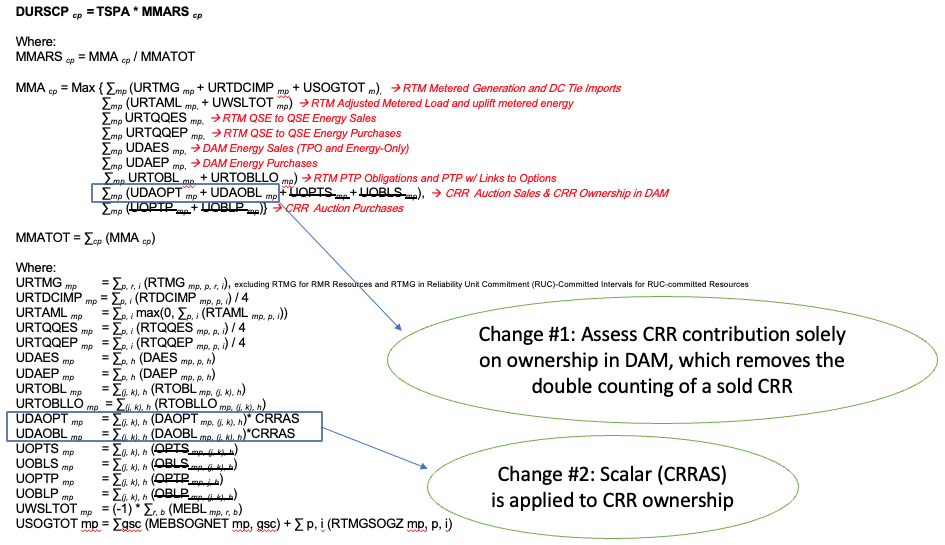 DURSCP cp = TSPA * MMARS cp
Where:
MMARS cp = MMA cp / MMATOT
MMA cp = Max { ∑mp (URTMG mp + URTDCIMP mp + USOGTOT m), → RTM Metered Generation and DC Tie Imports
∑mp (URTAML mp, + UWSLTOT mp) → RTM Adjusted Metered Load and uplift metered energy
∑mp URTQQES mp, → RTM QSE to QSE Energy Sales
∑mp URTQQEP mp, → RTM QSE to QSE Energy Purchases
∑mp UDAES mp, → DAM Energy Sales (TPO and Energy-Only)
∑mp UDAEP mp, → DAM Energy Purchases
∑mp URTOBL mp + URTOBLLO mp) → RTM PTP Obligations and PTP w/ Links to Options
∑mp (UDAOPT mp + UDAOBL mp + UOPTS mp + UOBLS mp), → CRR Auction Sales & CRR Ownership in DAM
∑mp (UOPTP mp + UOBLP mp)} → CRR Auction Purchases
MMATOT = ∑cp (MMA cp)
Where:
URTMG mp = ∑p, r, i (RTMG mp, p, r, i), excluding RTMG for RMR Resources and RTMG in Reliability Unit Commitment (RUC)-Committed Intervals for RUC-committed Resources
URTDCIMP mp = ∑p, i (RTDCIMP mp, p, i) / 4
URTAML mp = ∑p, i max(0, ∑p, i (RTAML mp, p, i))
URTQQES mp = ∑p, i (RTQQES mp, p, i) / 4
URTQQEP mp = ∑p, i (RTQQEP mp, p, i) / 4
UDAES mp = ∑p, h (DAES mp, p, h)
UDAEP mp = ∑p, h (DAEP mp, p, h)
URTOBL mp = ∑(j, k), h (RTOBL mp, (j, k), h)
URTOBLLO mp = ∑(j, k), h (RTOBLLO mp, (j, k), h)
UDAOPT mp = ∑(j, k), h (DAOPT mp, (j, k), h)* CRRAS
UDAOBL mp = ∑(j, k), h (DAOBL mp, (j, k), h)*CRRAS
UOPTS mp = ∑(j, k), h (OPTS mp, (j, k), h)
UOBLS mp = ∑(j, k), h (OBLS mp, (j, k), h)
UOPTP mp = ∑(j, k), h (OPTP mp, j, h)
UOBLP mp = ∑(j, k), h (OBLP mp, (j, k), h)
UWSLTOT mp = (-1) * ∑r, b (MEBL mp, r, b)
USOGTOT mp = ∑gsc (MEBSOGNET mp, gsc) + ∑ p, i (RTMGSOGZ mp, p, i)
Change #1: Assess CRR contribution solely
on ownership in DAM, which removes the
double counting of a sold CRR
Change #2: Scalar (CRRAS)
is applied to CRR ownership